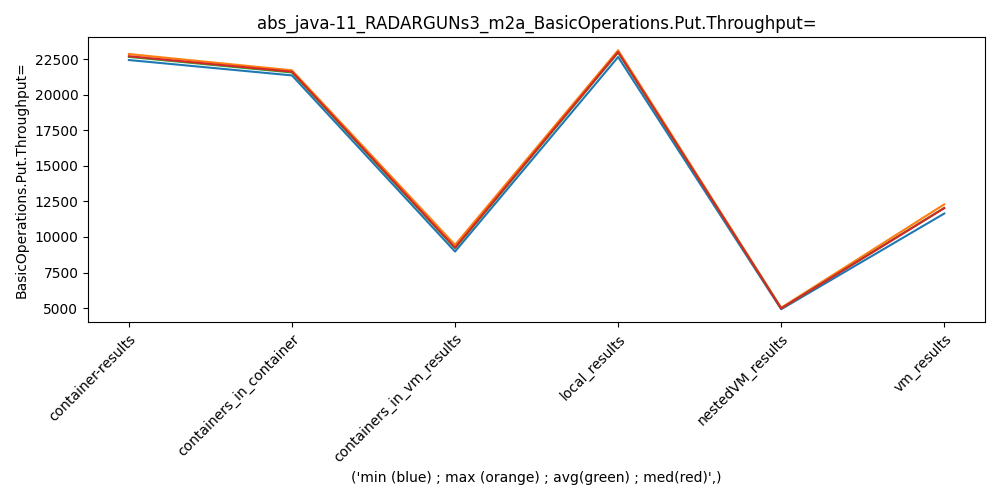 abs_java-11_RADARGUNs3_m2a_BasicOperations.Put.Throughput=
BasicOperations.Put.Throughput=
22500
20000
17500
15000
12500
10000
7500
5000
container-results
containers_in_container
containers_in_vm_results
local_results
nestedVM_results
vm_results
('min (blue) ; max (orange) ; avg(green) ; med(red)',)